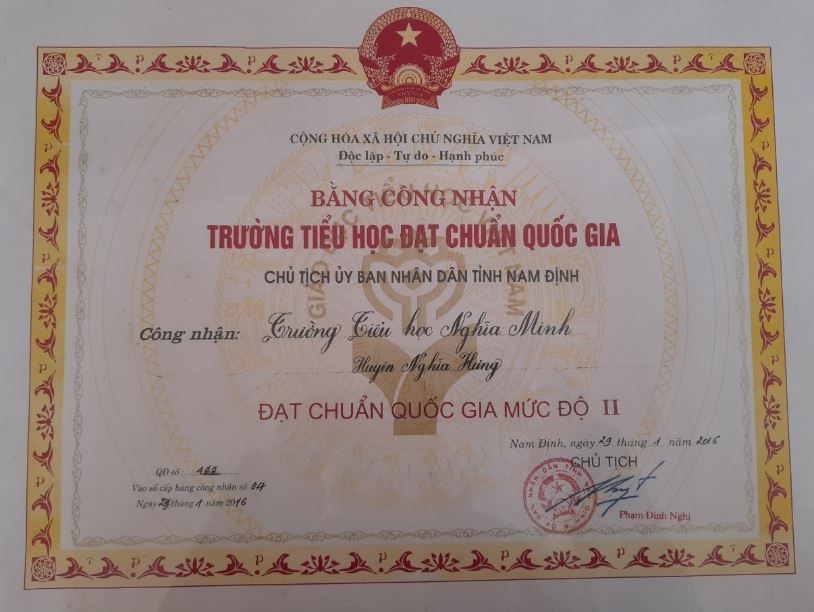 CỘNG HÒA XÃ HỘI CHỦ NGHĨA VIỆT NAM
Độc lập - Tự do - Hạnh phúc
BẰNG CÔNG NHẬN
TRƯỜNG TIỂU HỌC ĐẠT CHUẨN QUỐC GIA
CHỦ TỊCH ỦY BAN NHÂN DÂN TỈNH NAM ĐỊNH
Công nhận: Trường Tiểu học Nghĩa Minh
Huyện Nghĩa Hưng
ĐẠT CHUẨN QUỐC GIA MỨC ĐỘ II
Nam Định, ngày 29 tháng 1 năm 2016
CHỦ TỊCH
QĐ số: 162
Vào sổ cấp bằng công nhận số 04
Ngày 29 tháng 1 năm 2016
Phạm Đình Nghị